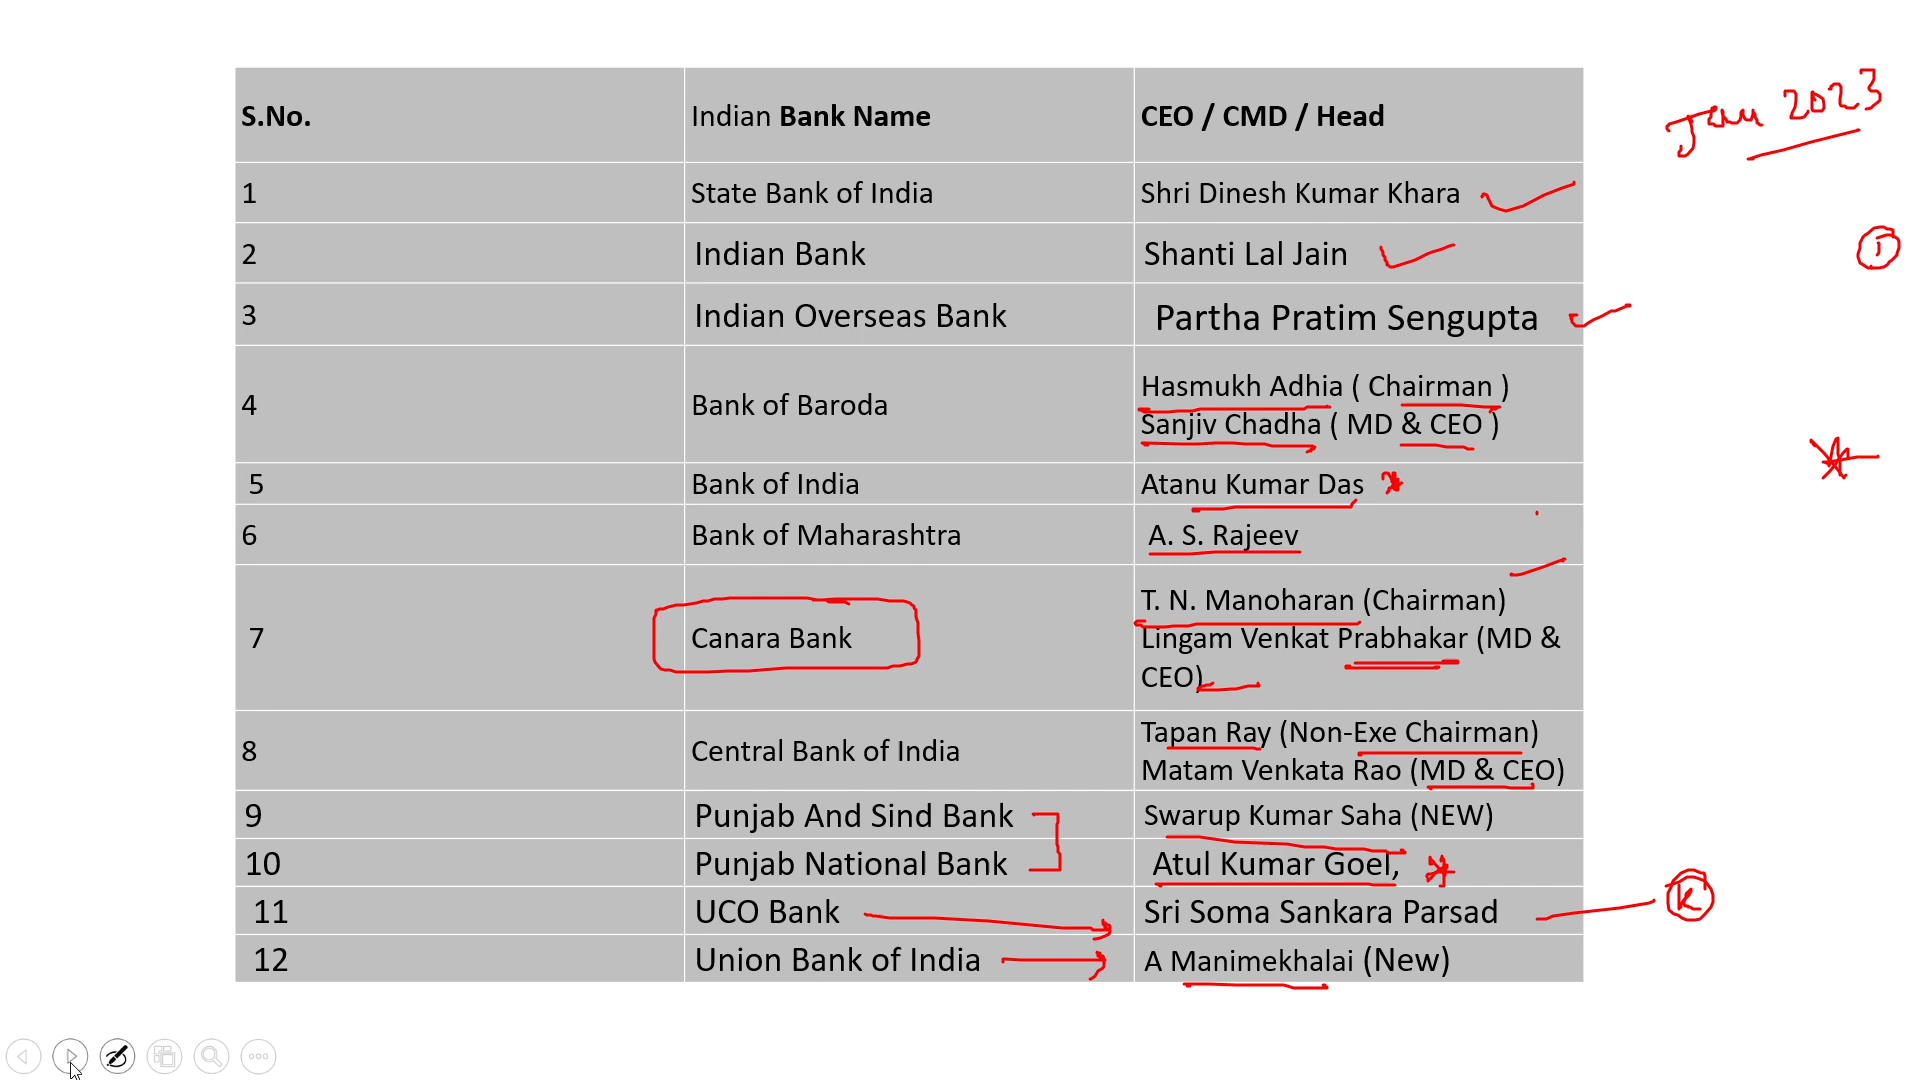 S.No. Indian Bank Name CEO / CMD / Head
Jan 2023
1 State Bank of India Shri Dinesh Kumar Khara
2 Indian Bank Shanti Lal Jain
1
3 Indian Overseas Bank Partha Pratim Sengupta
4 Bank of Baroda Hasmukh Adhia ( Chairman )
Sanjiv Chadha ( MD & CEO )
5 Bank of India Atanu Kumar Das
6 Bank of Maharashtra A. S. Rajeev
7 Canara Bank T. N. Manoharan (Chairman)
Lingam Venkat Prabhakar (MD &
CEO)
8 Central Bank of India Tapan Ray (Non-Exe Chairman)
Matam Venkata Rao (MD & CEO)
9 Punjab And Sind Bank Swarup Kumar Saha (NEW)
10 Punjab National Bank Atul Kumar Goel,
11 UCO Bank Sri Soma Sankara Parsad
K
12 Union Bank of India A Manimekhalai (New)